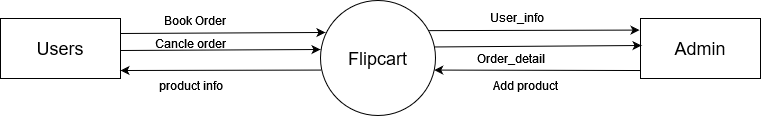 Book Order
User_info
Users
Cancle order
Flipcart
Admin
Order_detail
product info
Add product